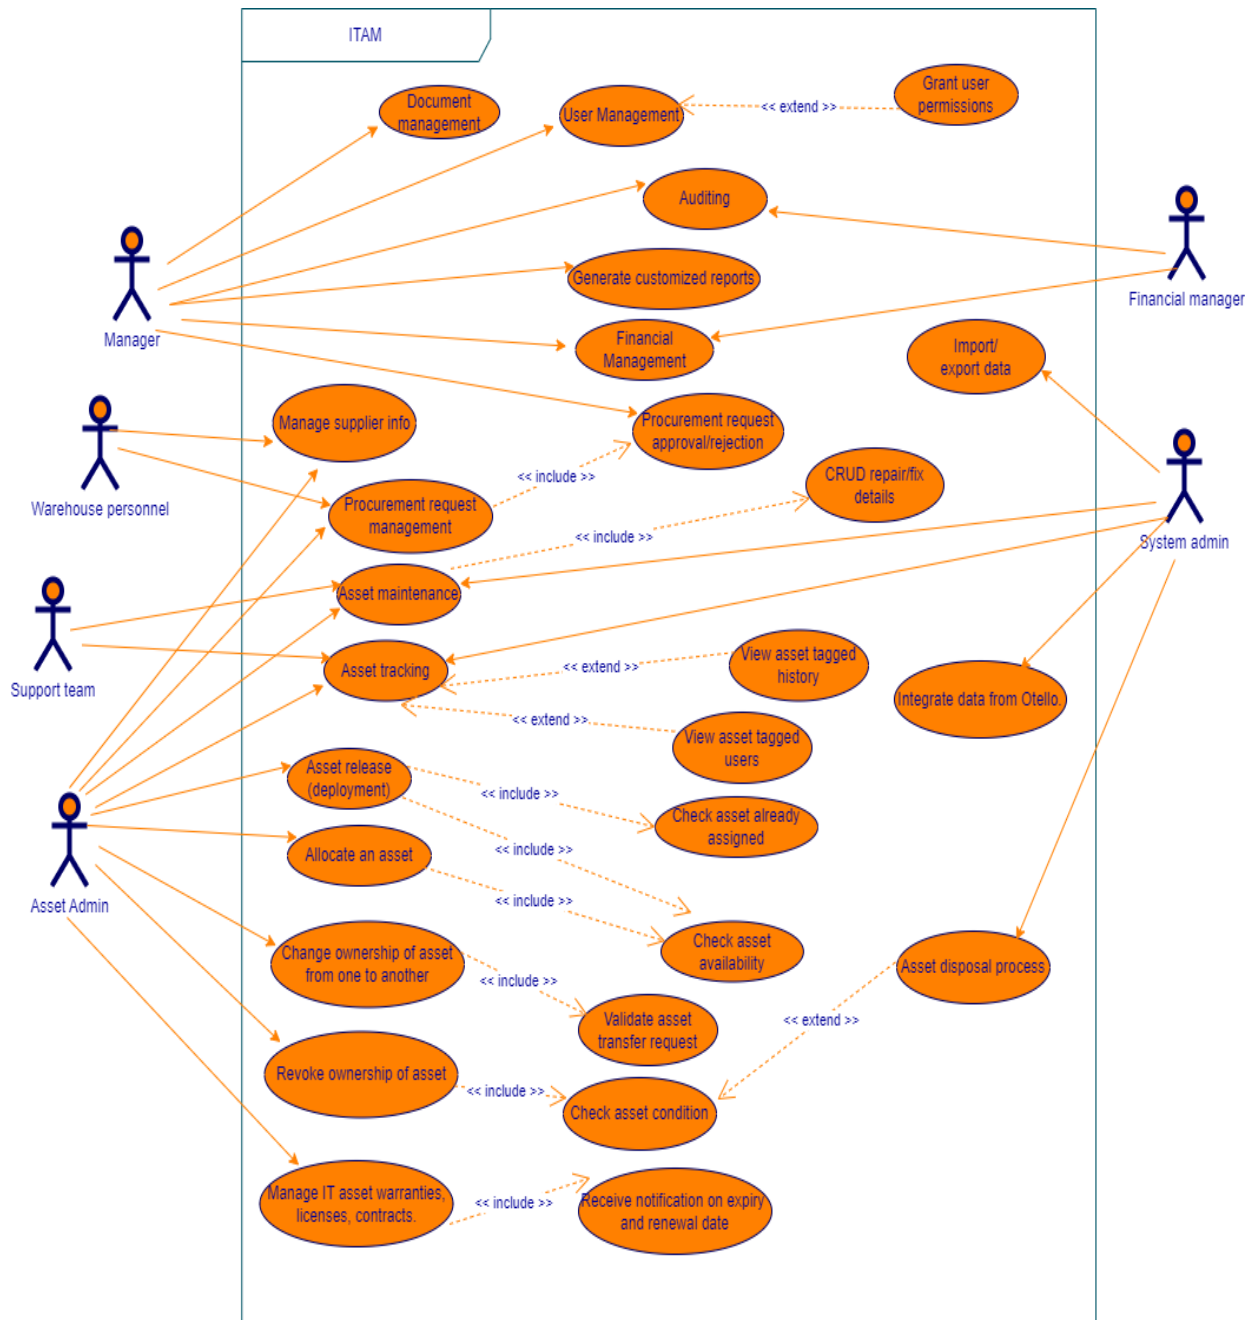 ITAM
Document
management
User Management
<< extend >>
Grant user
permissions
Auditing
Manager
Generate customized reports
Financial manager
Financial
Management
Import/
export data
Manage supplier info
Procurement request
approval/rejection
Warehouse personnel
<< include >>
CRUD repair/fix
details
Procurement request
management
<< include >>
System admin
Asset maintenance
Support team
Asset tracking
<< extend >>
View asset tagged
history
Integrate data from Otello.
<< extend >>
View asset tagged
users
Asset release
(deployment)
<< include >>
Check asset already
assigned
Allocate an asset
<< include >>
Asset Admin
<< include >>
Check asset
availability
Change ownership of asset
from one to another
<< include >>
Asset disposal process
Validate asset
transfer request
<< extend >>
Revoke ownership of asset
<< include >>
Check asset condition
Manage IT asset warranties,
licenses, contracts.
<< include >>
Receive notification on expiry
and renewal date